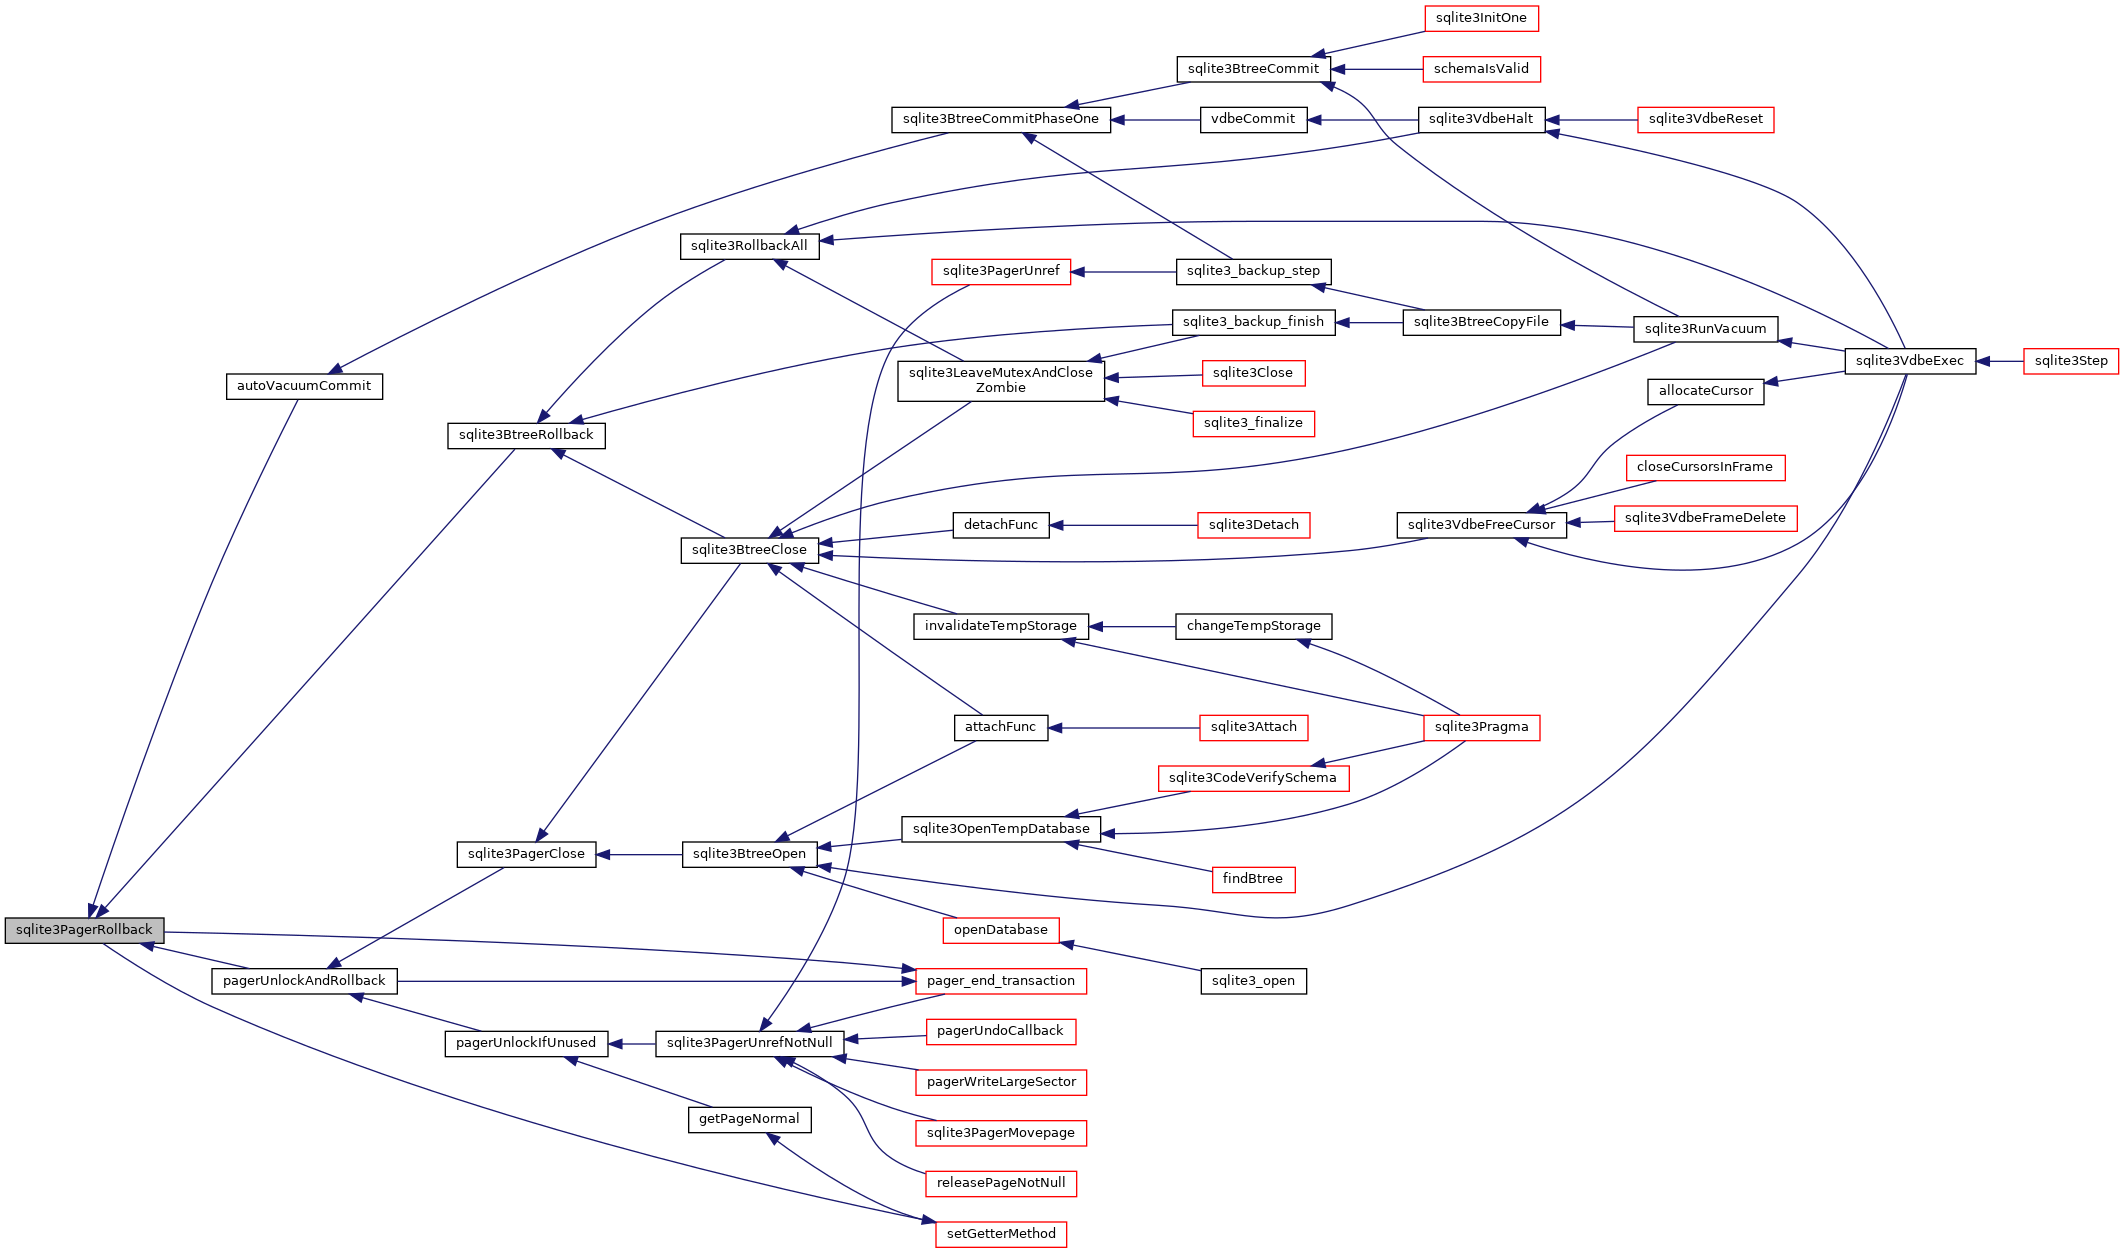 sqlite3InitOne
sqlite3BtreeCommit
schemaIsValid
sqlite3BtreeCommitPhaseOne
vdbeCommit
sqlite3VdbeHalt
sqlite3VdbeReset
sqlite3RollbackAll
sqlite3PagerUnref
sqlite3_backup_step
sqlite3_backup_finish
sqlite3BtreeCopyFile
sqlite3RunVacuum
sqlite3VdbeExec
sqlite3Step
autoVacuumCommit
sqlite3LeaveMutexAndClose
Zombie
sqlite3Close
allocateCursor
sqlite3_finalize
sqlite3BtreeRollback
closeCursorsInFrame
detachFunc
sqlite3Detach
sqlite3VdbeFreeCursor
sqlite3VdbeFrameDelete
sqlite3BtreeClose
invalidateTempStorage
changeTempStorage
attachFunc
sqlite3Attach
sqlite3Pragma
sqlite3CodeVerifySchema
sqlite3OpenTempDatabase
sqlite3PagerClose
sqlite3BtreeOpen
findBtree
sqlite3PagerRollback
openDatabase
pagerUnlockAndRollback
pager_end_transaction
sqlite3_open
pagerUnlockIfUnused
sqlite3PagerUnrefNotNull
pagerUndoCallback
pagerWriteLargeSector
getPageNormal
sqlite3PagerMovepage
releasePageNotNull
setGetterMethod